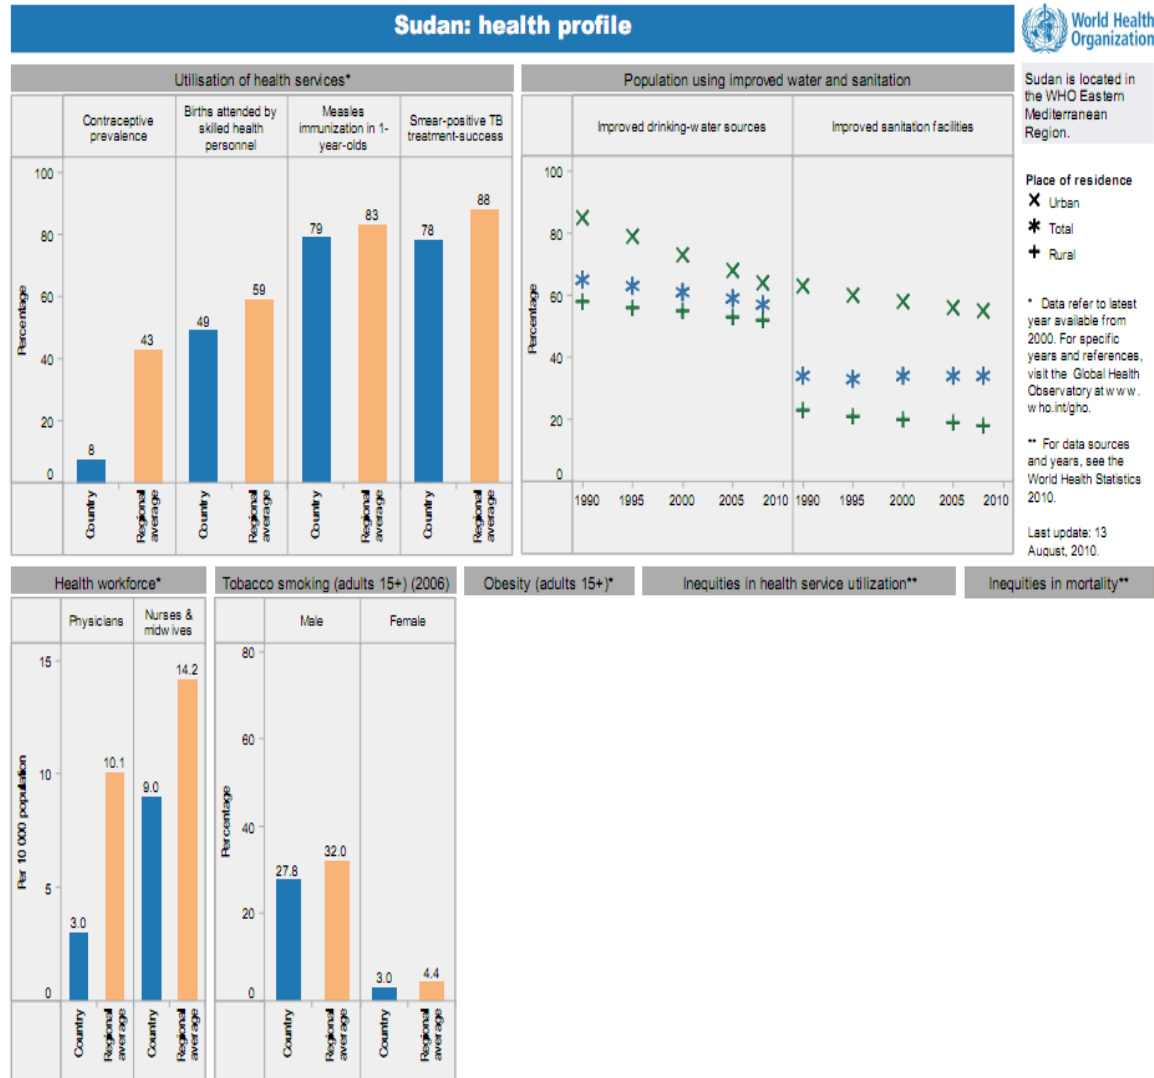 Sudan: health profile
World Health
Organization
Utilisation of health services*
Contraceptive
prevalence
Births attended by
skilled health
personnel
Measles
immunization in 1-
year-olds
Smear-positive TB
treatment-success
Percentage
100
80
60
40
20
0
8
43
49
59
79
83
78
88
Country
Regional
average
Country
Regional
average
Country
Regional
average
Country
Regional
average
Population using improved water and sanitation
Improved drinking-water sources
Improved sanitation facilities
Percentage
100
80
60
40
20
0
1990 1995 2000 2005 2010 1990 1995 2000 2005 2010
Sudan is located in
the WHO Eastern
Mediterranean
Region.
Place of residence
Urban
Total
Rural
* Data refer to latest
year available from
2000. For specific
years and references,
visit the Global Health
Observatory at w w w .
w ho.int/gho.
** For data sources
and years, see the
World Health Statistics
2010.
Last update: 13
August, 2010.
Health workforce*
Physicians
Nurses &
midwives
Per 10 000 population
15
10
5
0
3.0
10.1
9.0
14.2
Country
Regional
average
Country
Regional
average
Tobacco smoking (adults 15+) (2006)
Male
Female
Percentage
80
60
40
20
0
27.8
32.0
3.0
4.4
Country
Regional
average
Country
Regional
average
Obesity (adults 15+)*
Inequities in health service utilization**
Inequities in mortality**